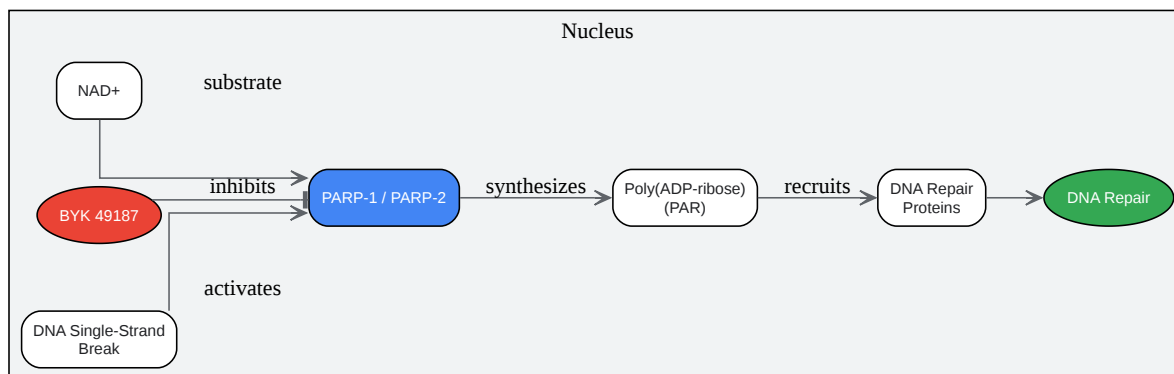 Nucleus
NAD+
substrate
BYK 49187
inhibits
PARP-1 / PARP-2
synthesizes
Poly(ADP-ribose)
(PAR)
recruits
DNA Repair
Proteins
DNA Repair
activates
DNA Single-Strand
Break